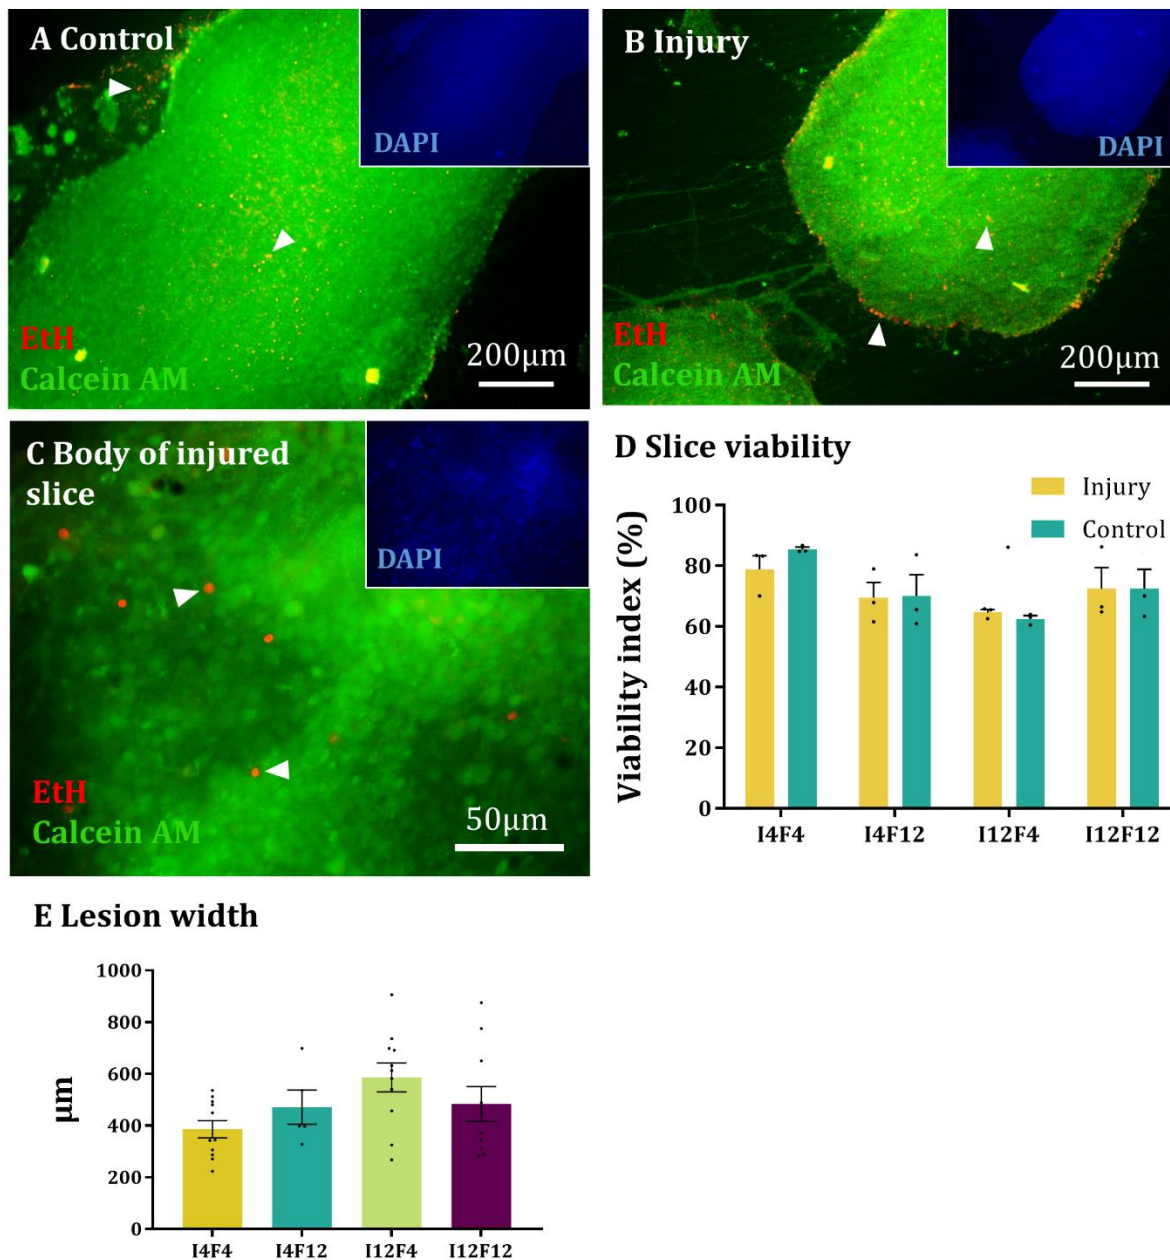 A Control
DAPI
EtH
Calcein AM
200μm
B Injury
DAPI
EtH
Calcein AM
200μm
C Body of injured
slice
DAPI
EtH
Calcein AM
50μm
D Slice viability
Injury
Control
Viability index (%)
100
80
60
40
20
0
I4F4
I4F12
I12F4
I12F12
E Lesion width
μm
1000
800
600
400
200
0
I4F4
I4F12
I12F4
I12F12